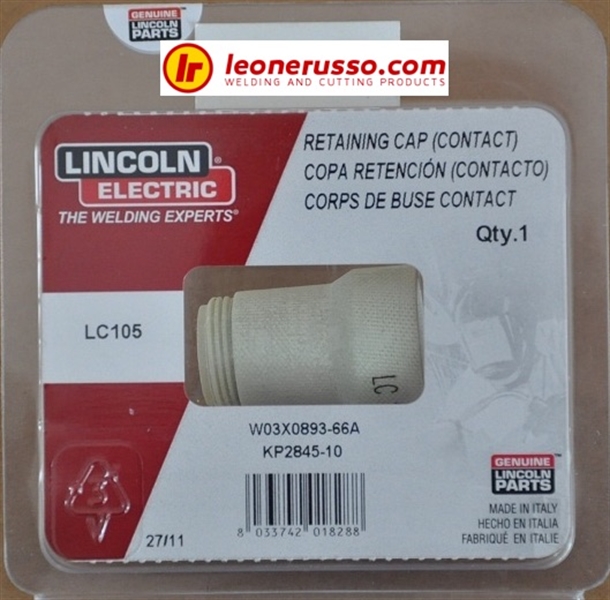 GENUINE
LINCOLN
PARTS
lr leonerusso.com
WELDING AND CUTTING PRODUCTS
LINCOLN
ELECTRIC
THE WELDING EXPERTS®
RETAINING CAP (CONTACT)
COPA RETENCIÓN (CONTACTO)
CORPS DE BUSE CONTACT
Qty.1
LC105
LC
W03X0893-66A
KP2845-10
27/11
8 033742 018288
GENUINE
LINCOLN
PARTS
MADE IN ITALY
HECHO EN ITALIA
FABRIQUÉ EN ITALIE